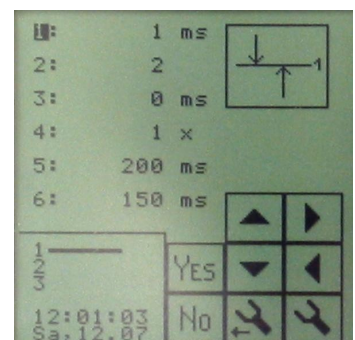 1: 1 ms
2: 2
3: 0 ms
4: 1 x
5: 200 ms
6: 150 ms
1
1
2
3
YES
No
12:01:03
Sa.12.07